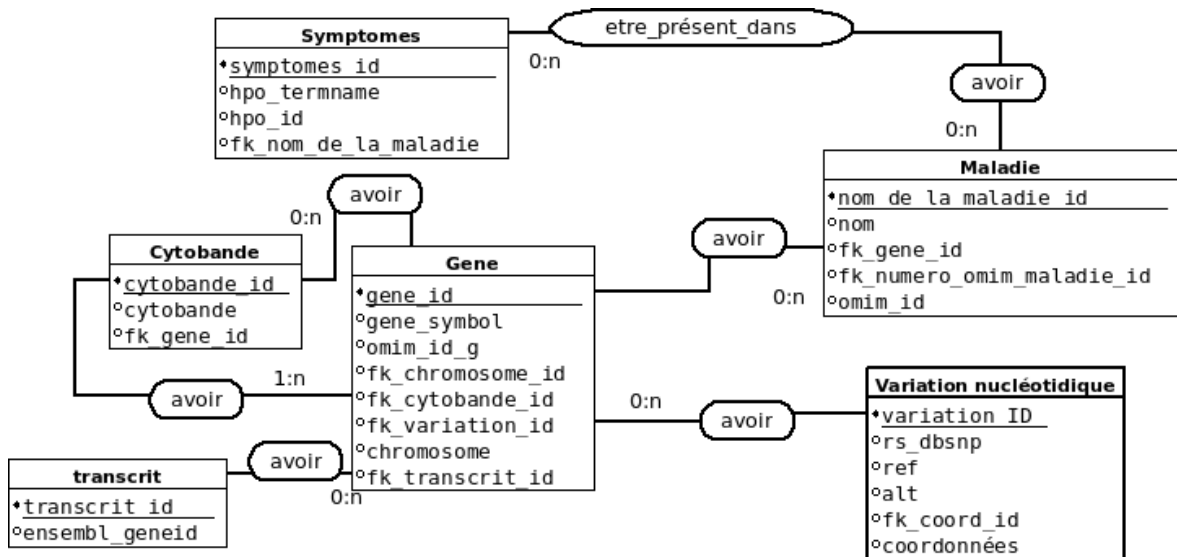 Symptomes
symptomes_id
hpo_termname
hpo_id
fk_nom_de_la_maladie
etre_présent_dans
0:n
avoir
0:n
Maladie
nom_de_la_maladie_id
nom
fk_gene_id
fk_numero_omim_maladie_id
omim_id
avoir
0:n
Cytobande
cytobande_id
cytobande
fk_gene_id
avoir
0:n
Gene
gene_id
gene_symbol
omim_id_g
fk_chromosome_id
fk_cytobande_id
fk_variation_id
chromosome
fk_transcrit_id
avoir
1:n
0:n
avoir
Variation nucléotidique
variation_ID
rs_dbsnp
ref
alt
fk_coord_id
coordonnées
transcrit
transcrit_id
ensembl_geneid
avoir
0:n